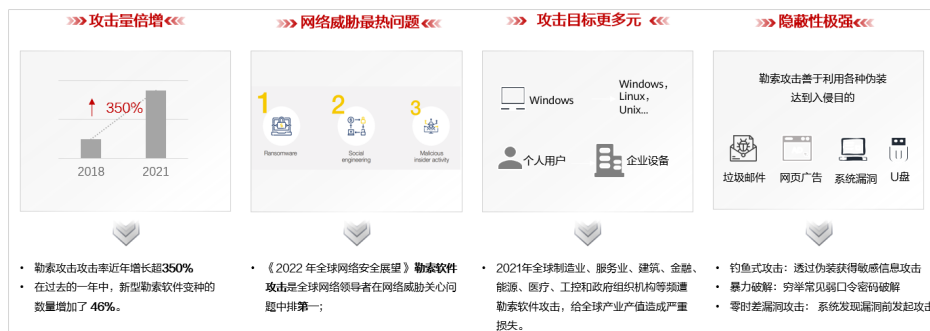 攻击量倍增
350%
2018
2021
• 勒索攻击攻击率近年增长超350%
• 在过去的一年中，新型勒索软件变种的
数量增加了 46%。
网络威胁最热问题
1
2
3
Ransomware
Social
engineering
Malicious
insider activity
• 《2022 年全球网络安全展望》勒索软件
攻击是全球网络领导者在网络威胁关心问
题中排第一；
攻击目标更多元
Windows
Windows，
Linux，
Unix...
个人用户
企业设备
• 2021年全球制造业、服务业、建筑、金融、
能源、医疗、工控和政府组织机构等频遭
勒索软件攻击，给全球产业产值造成严重
损失。
隐蔽性极强
勒索攻击善于利用各种伪装
达到入侵目的
垃圾邮件
网页广告
系统漏洞
U盘
• 钓鱼式攻击：透过伪装获得敏感信息攻击
• 暴力破解：穷举常见弱口令密码破解
• 零时差漏洞攻击： 系统发现漏洞前发起攻击